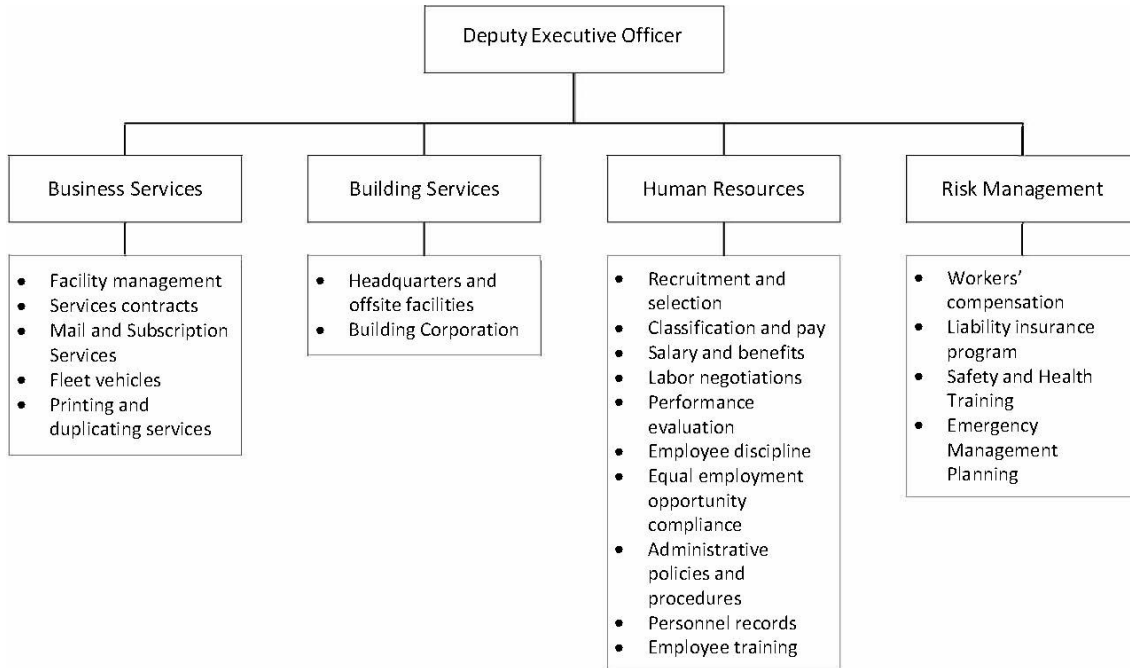 Deputy Executive Officer
Business Services
Building Services
Human Resources
Risk Management
• Facility management
• Services contracts
• Mail and Subscription
Services
• Fleet vehicles
• Printing and
duplicating services
• Headquarters and
offsite facilities
• Building Corporation
• Recruitment and
selection
• Classification and pay
• Salary and benefits
• Labor negotiations
• Performance
evaluation
• Employee discipline
• Equal employment
opportunity
compliance
• Administrative
policies and
procedures
• Personnel records
• Employee training
• Workers’
compensation
• Liability insurance
program
• Safety and Health
Training
• Emergency
Management
Planning